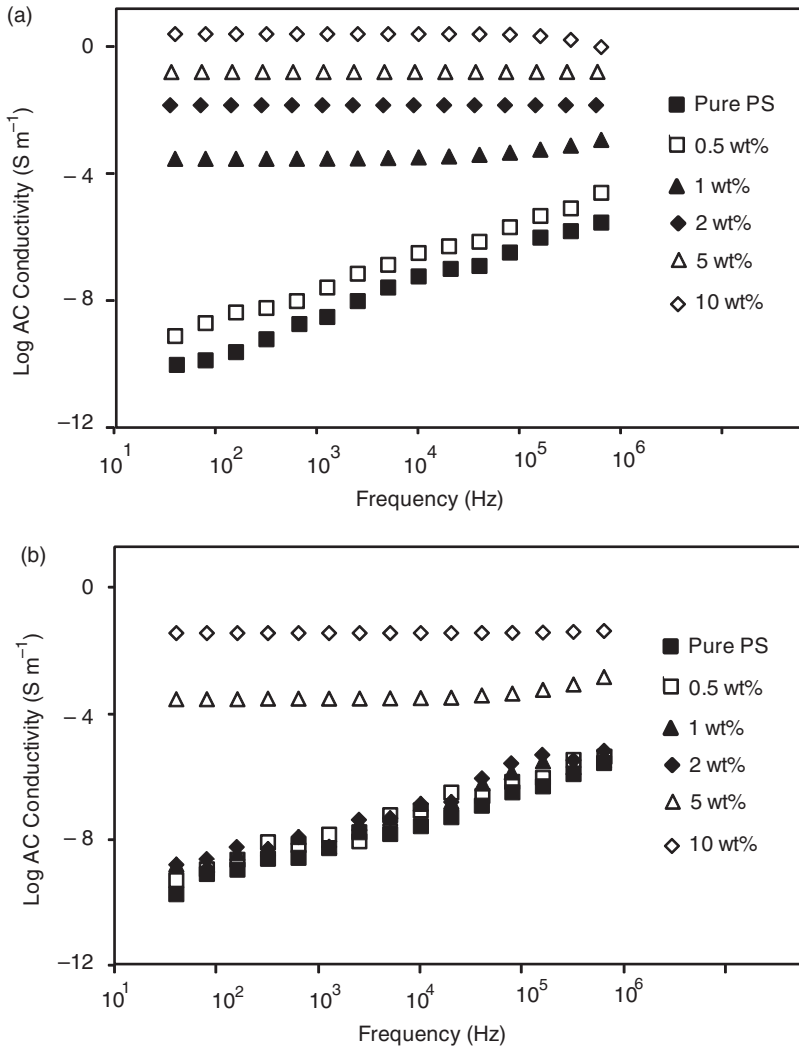 (a)
Log AC Conductivity (S m⁻¹)
0
−4
−8
−12
10¹ 10² 10³ 10⁴ 10⁵ 10⁶
Frequency (Hz)
Pure PS
0.5 wt%
1 wt%
2 wt%
5 wt%
10 wt%
(b)
Log AC Conductivity (S m⁻¹)
0
−4
−8
−12
10¹ 10² 10³ 10⁴ 10⁵ 10⁶
Frequency (Hz)
Pure PS
0.5 wt%
1 wt%
2 wt%
5 wt%
10 wt%